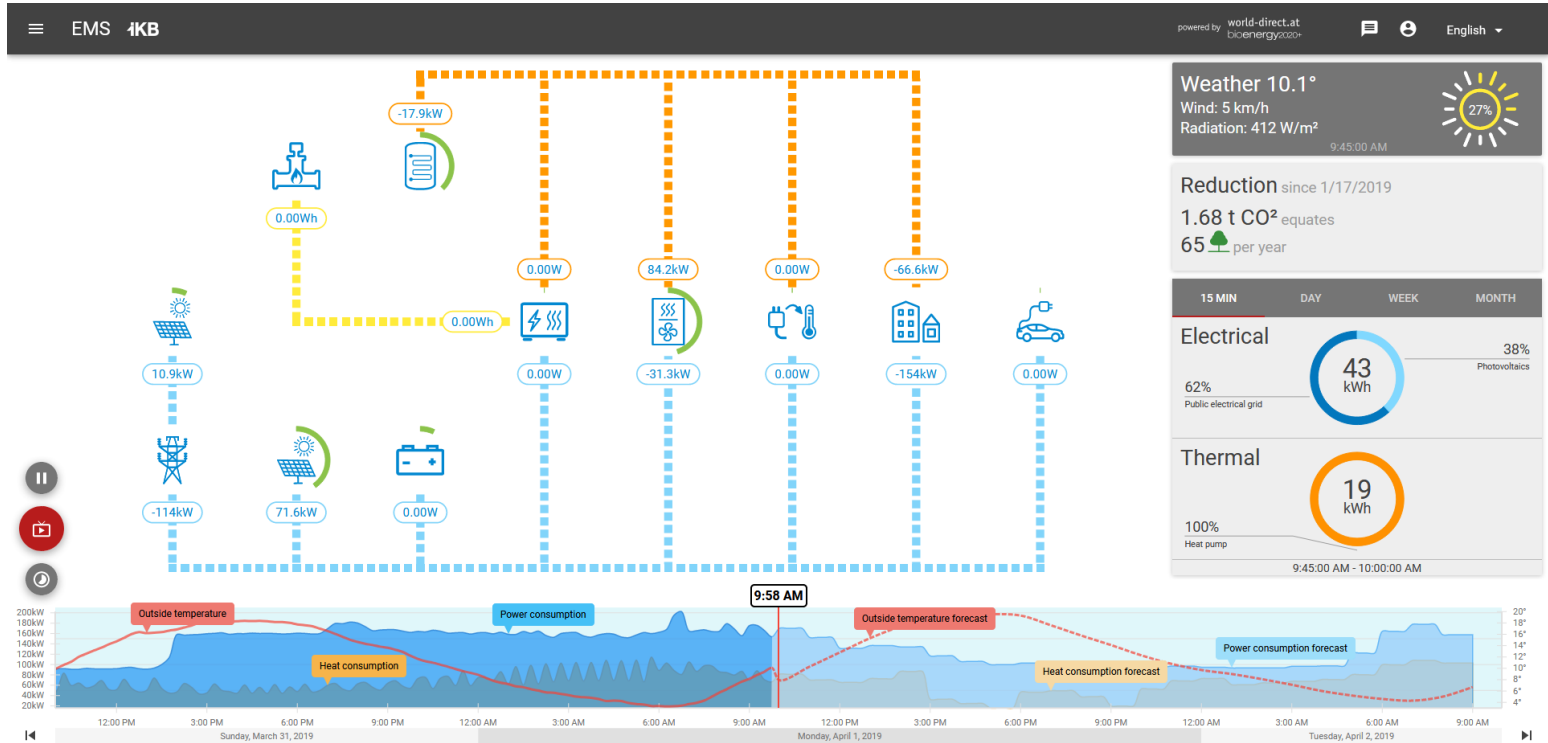 EMS iKB
powered by world-direct.at
bioenergy2020+
English
-17.9kW
0.00Wh
0.00W 84.2kW 0.00W -66.6kW
0.00Wh
10.9kW 0.00W -31.3kW 0.00W -154kW 0.00W
-114kW 71.6kW 0.00W
Weather 10.1°
Wind: 5 km/h
Radiation: 412 W/m²
27%
9:45:00 AM
Reduction since 1/17/2019
1.68 t CO² equates
65 per year
15 MIN DAY WEEK MONTH
Electrical
43
kWh
38%
Photovoltaics
62%
Public electrical grid
Thermal
19
kWh
100%
Heat pump
9:45:00 AM - 10:00:00 AM
9:58 AM
Outside temperature
Power consumption
Heat consumption
Outside temperature forecast
Power consumption forecast
Heat consumption forecast
200kW
180kW
160kW
140kW
120kW
100kW
80kW
60kW
40kW
20kW
20°
18°
16°
14°
12°
10°
8°
6°
4°
12:00 PM 3:00 PM 6:00 PM 9:00 PM 12:00 AM 3:00 AM 6:00 AM 9:00 AM 12:00 PM 3:00 PM 6:00 PM 9:00 PM 12:00 AM 3:00 AM 6:00 AM 9:00 AM
Sunday, March 31, 2019 Monday, April 1, 2019 Tuesday, April 2, 2019